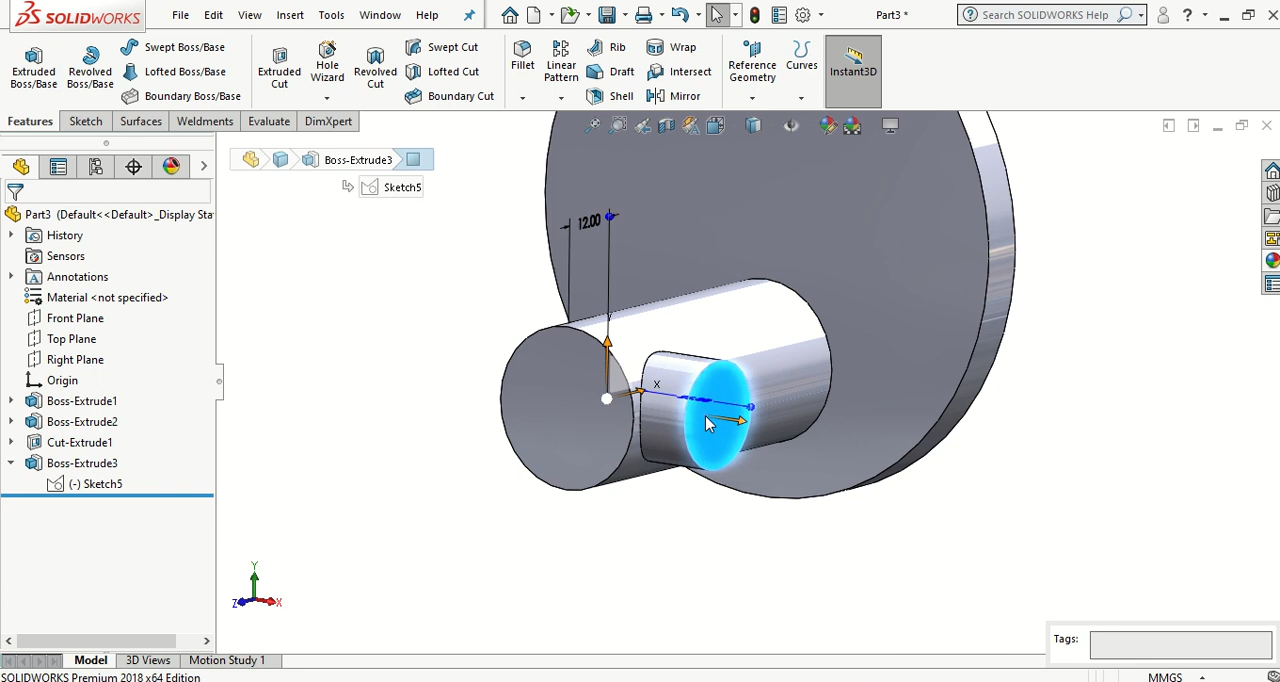 SOLIDWORKS
File Edit View Insert Tools Window Help
Part3 *
Search SOLIDWORKS Help
?
Extruded Boss/Base
Revolved Boss/Base
Swept Boss/Base
Lofted Boss/Base
Boundary Boss/Base
Extruded Cut
Hole Wizard
Revolved Cut
Swept Cut
Lofted Cut
Boundary Cut
Fillet
Linear Pattern
Rib
Draft
Shell
Wrap
Intersect
Mirror
Reference Geometry
Curves
Instant3D
Features Sketch Surfaces Weldments Evaluate DimXpert
Boss-Extrude3
Sketch5
Part3 (Default<<Default>_Display Sta
History
Sensors
Annotations
Material <not specified>
Front Plane
Top Plane
Right Plane
Origin
Boss-Extrude1
Boss-Extrude2
Cut-Extrude1
Boss-Extrude3
(-) Sketch5
12.00
X
Y
Z
X
Tags:
Model 3D Views Motion Study 1
SOLIDWORKS Premium 2018 x64 Edition
MMGS